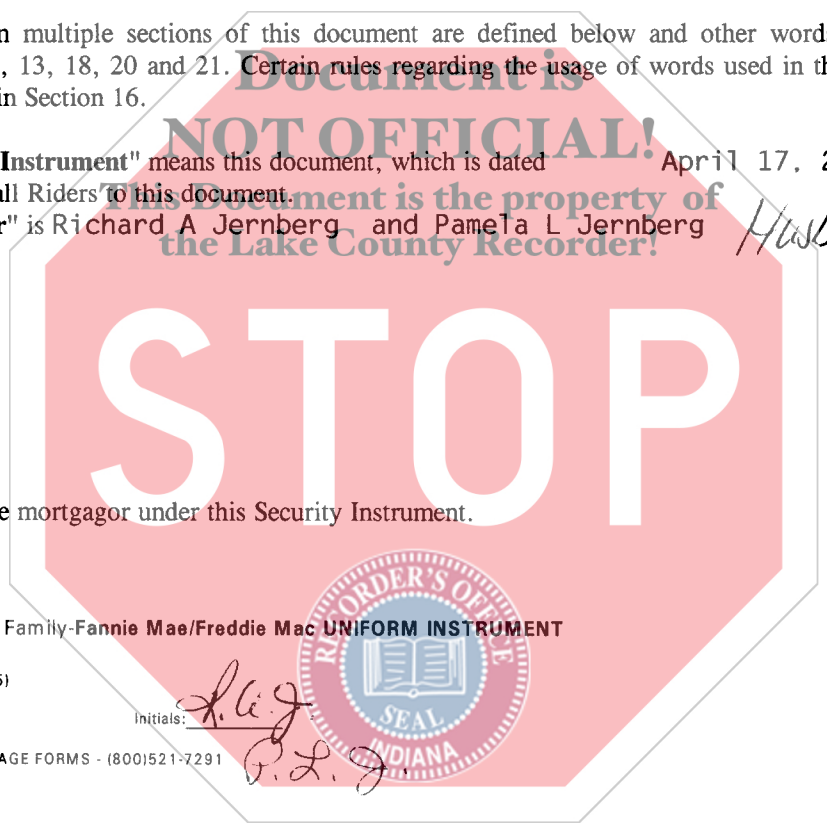 n multiple sections of this document are defined below and other word
, 13, 18, 20 and 21. Certain rules regarding the usage of words used in th
in Section 16.
Document is
NOT OFFICIAL!
Instrument" means this document, which is dated April 17, 2
all Riders to this document.
This Document is the property of
r" is Richard A Jernberg and Pamela L Jernberg
the Lake County Recorder!
STOP
e mortgagor under this Security Instrument.
RECORDER'S OFFICE
SEAL
INDIANA
Family-Fannie Mae/Freddie Mac UNIFORM INSTRUMENT
Initials: R. A. J.
AGE FORMS - (800)521-7291 P. L. J.